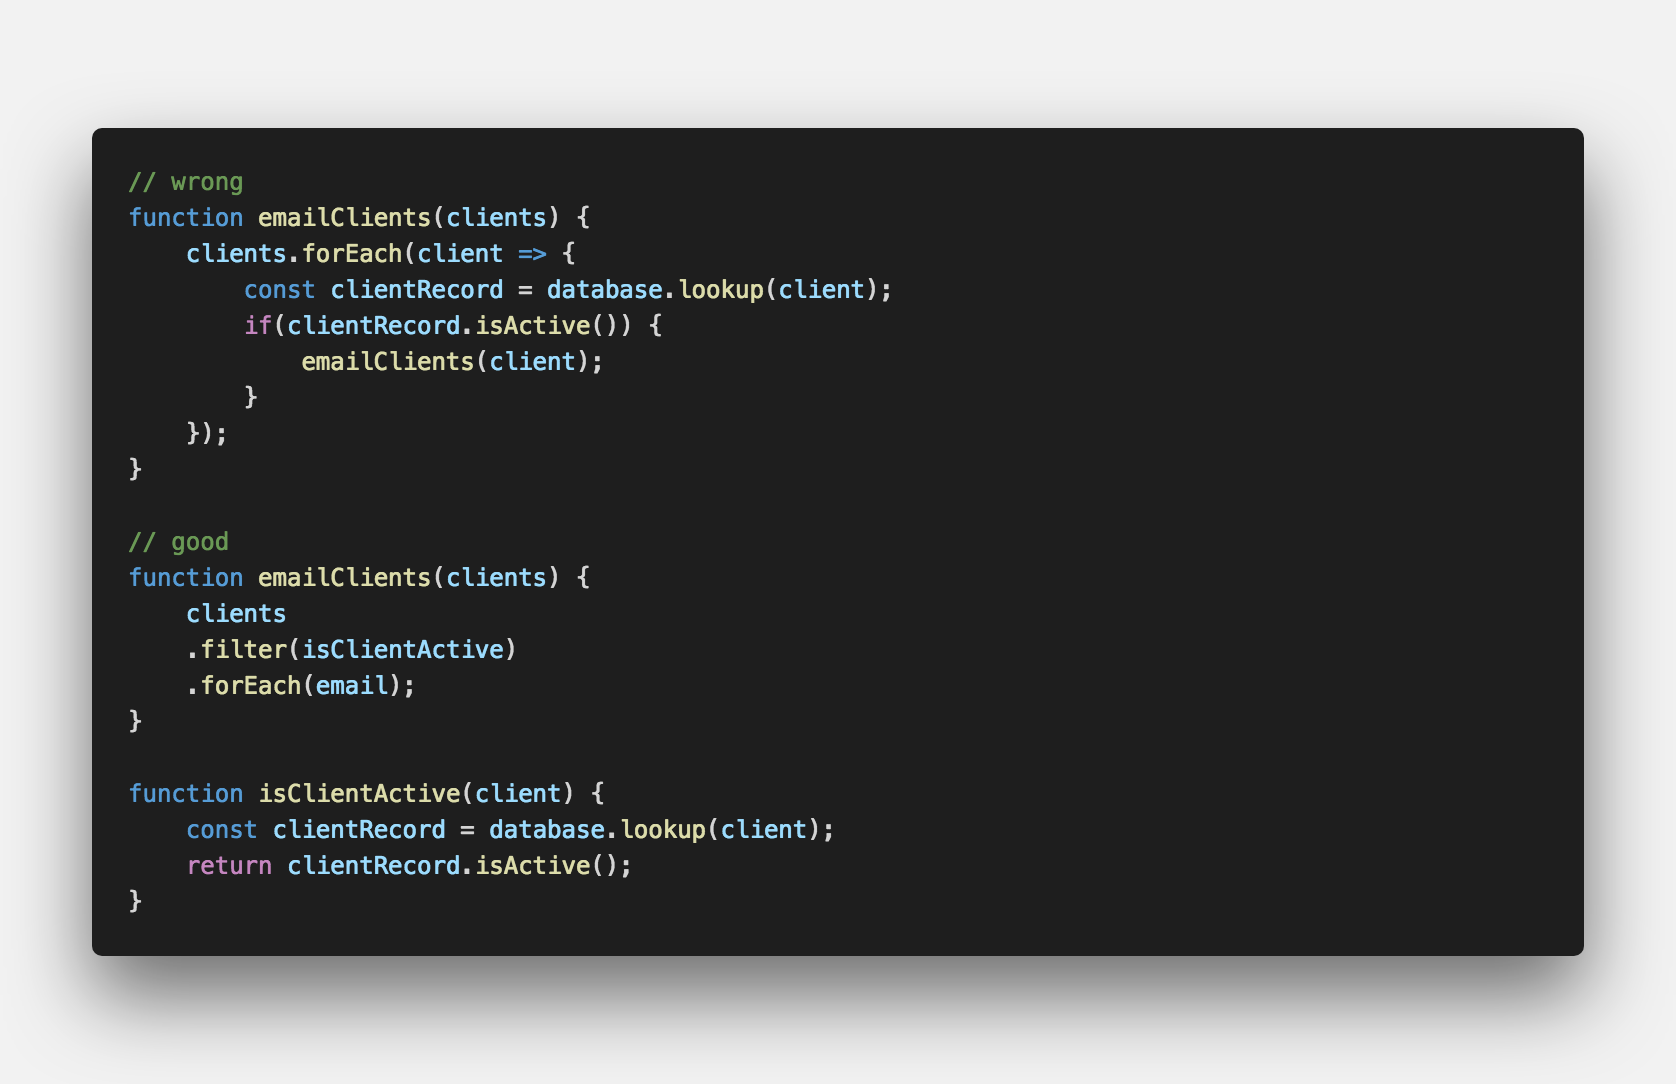 // wrong
function emailClients(clients) {
    clients.forEach(client => {
        const clientRecord = database.lookup(client);
        if(clientRecord.isActive()) {
            emailClients(client);
        }
    });
}

// good
function emailClients(clients) {
    clients
    .filter(isClientActive)
    .forEach(email);
}

function isClientActive(client) {
    const clientRecord = database.lookup(client);
    return clientRecord.isActive();
}